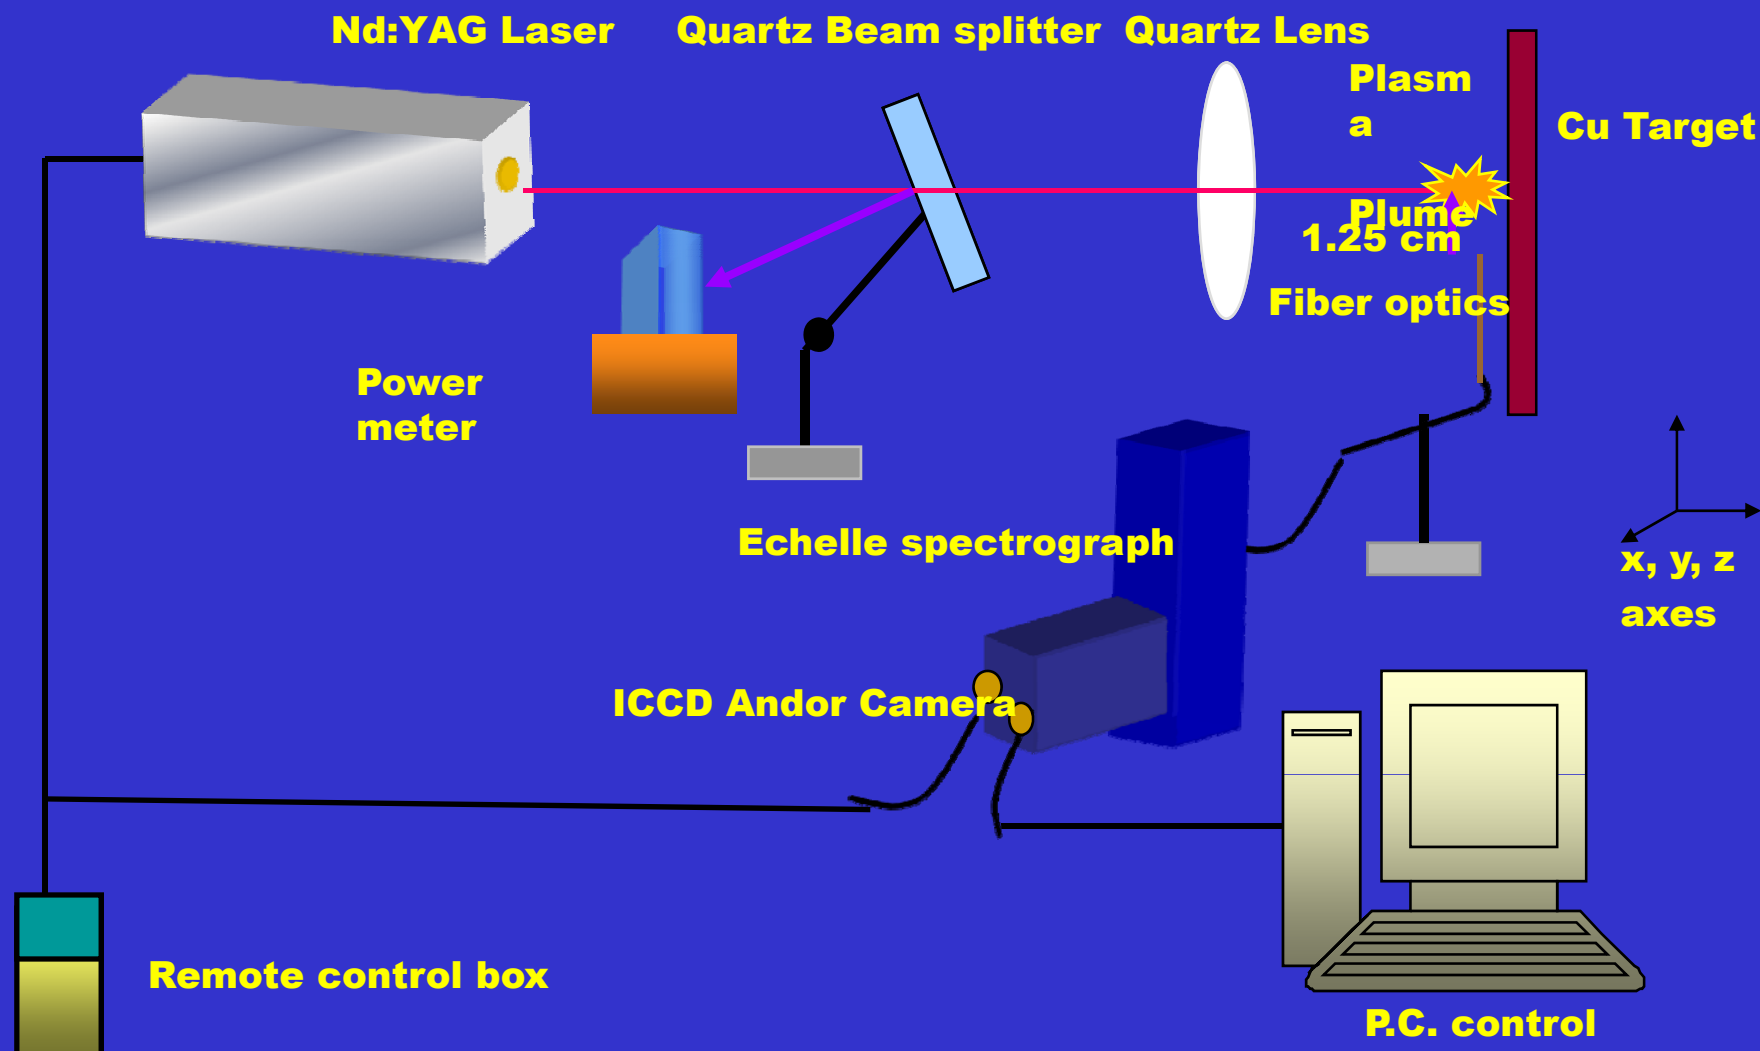 Nd:YAG Laser
Quartz Beam splitter
Quartz Lens
Plasm
a
Plume
Cu Target
1.25 cm
Fiber optics
Power
meter
Echelle spectrograph
x, y, z
axes
ICCD Andor Camera
Remote control box
P.C. control